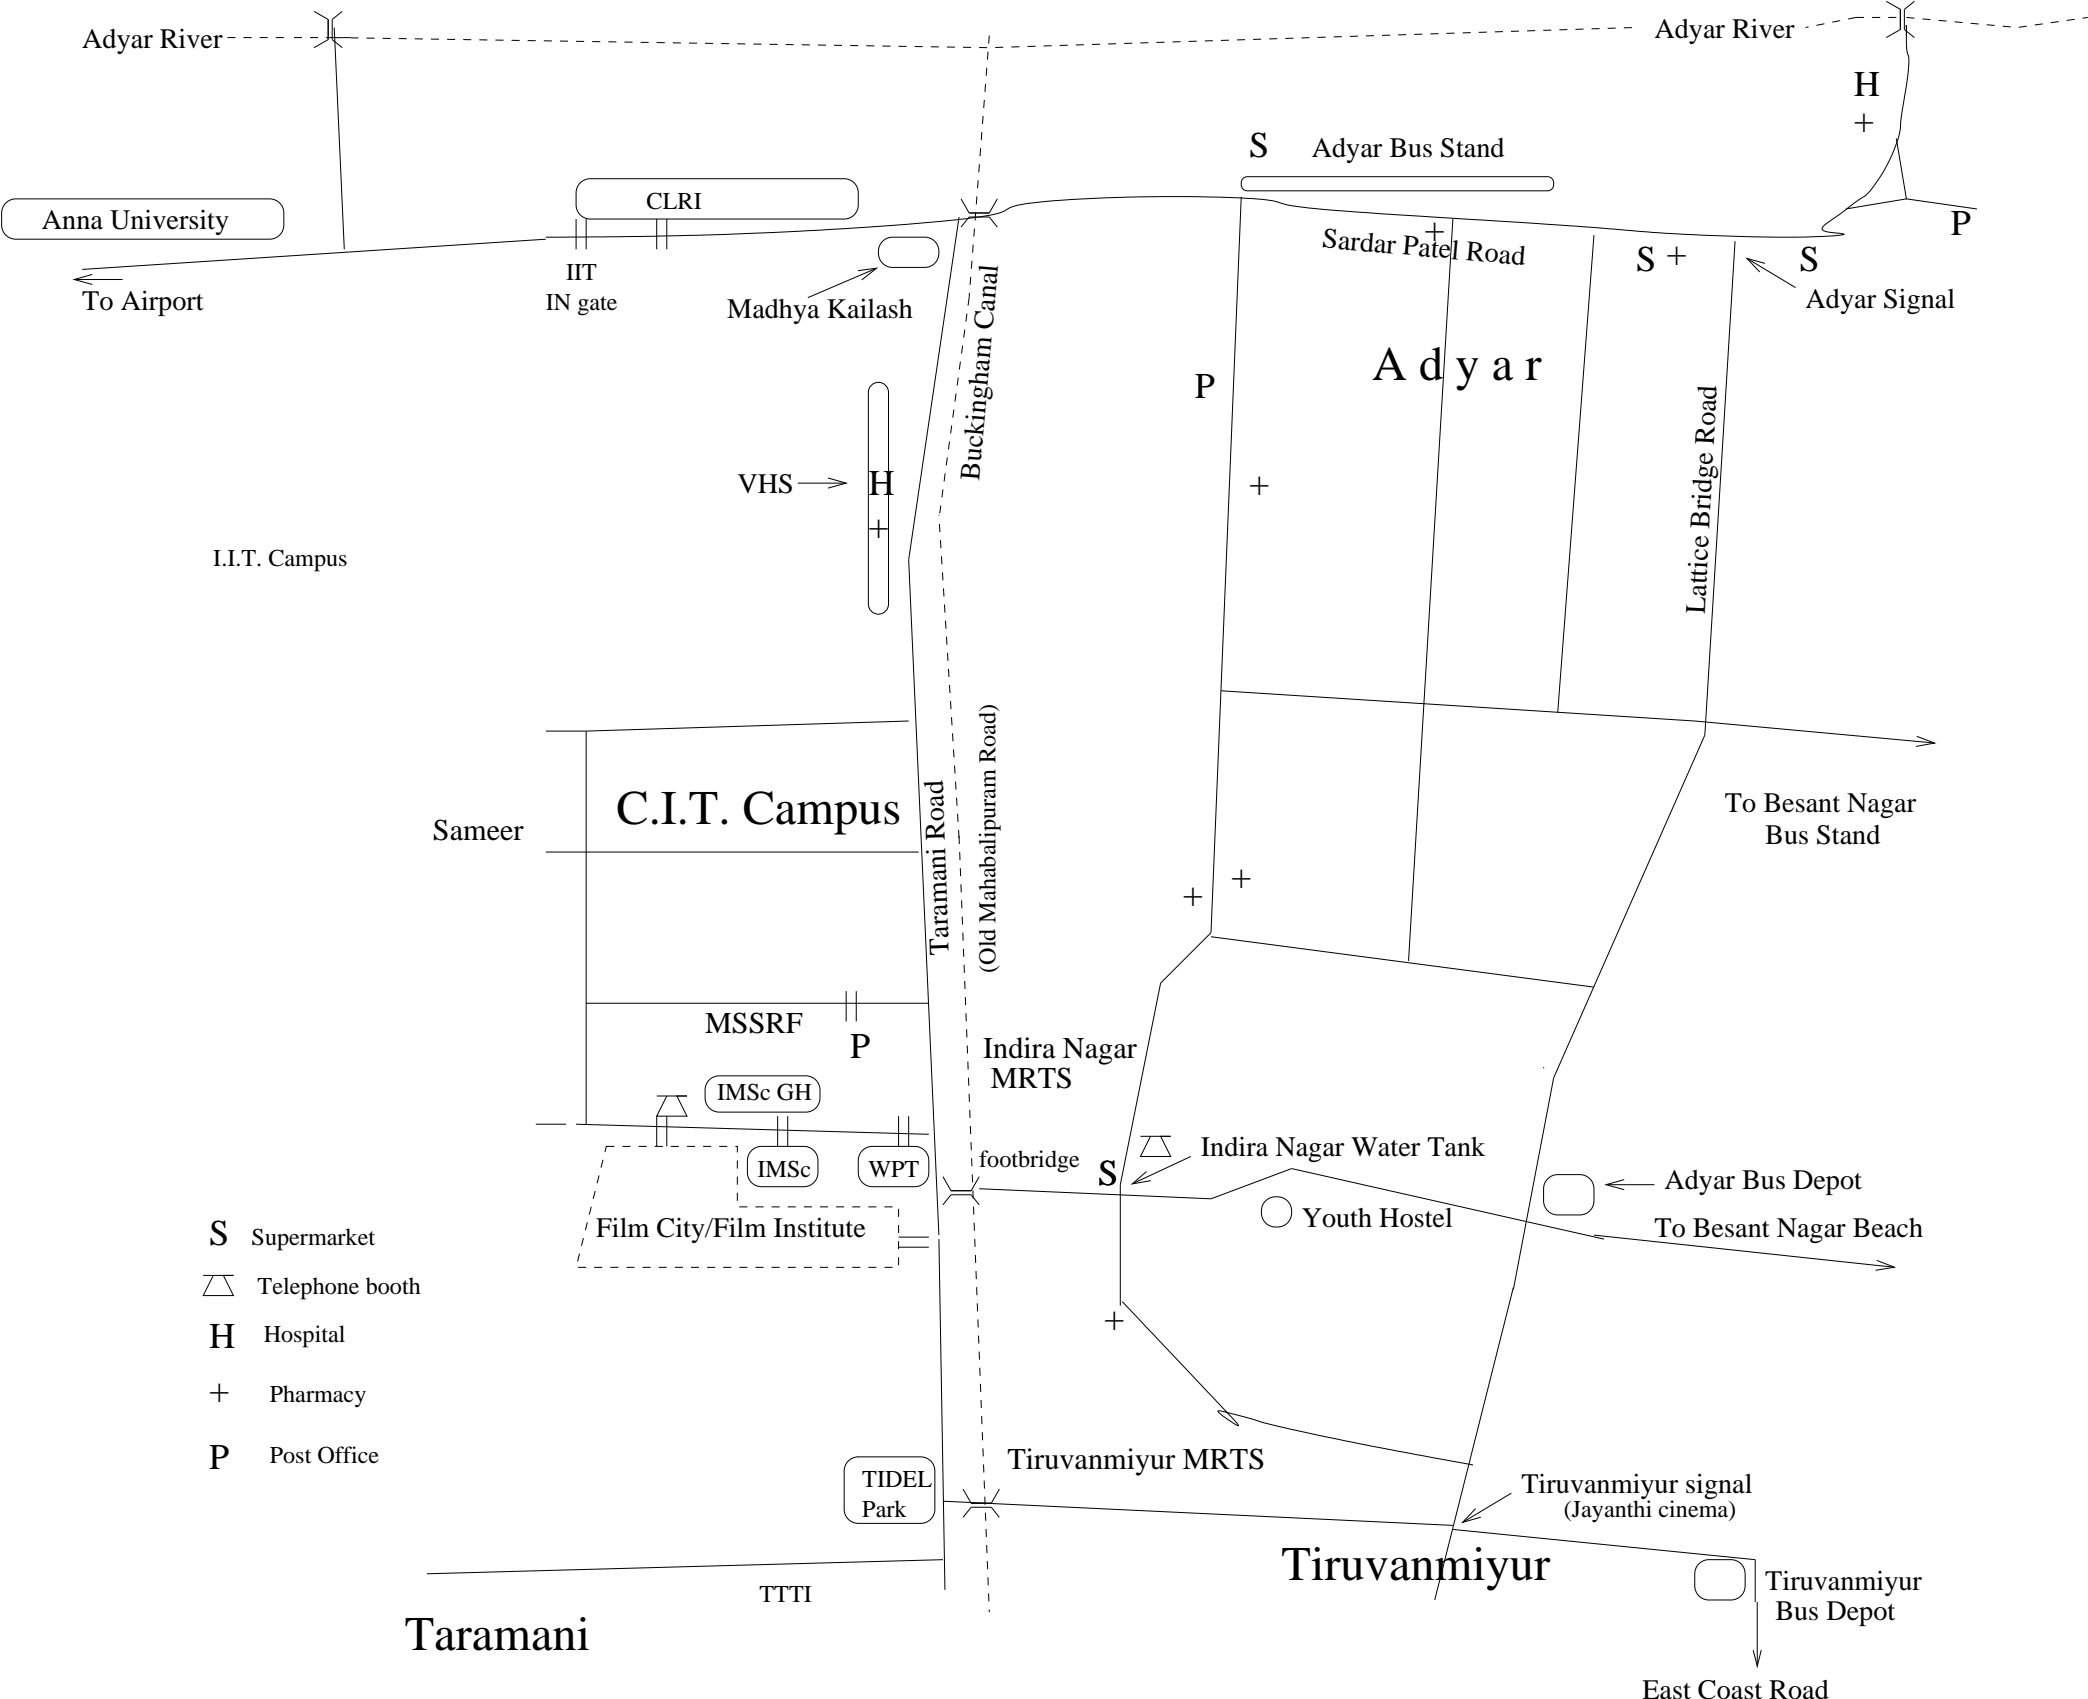 Adyar River
Adyar River
H
+
S
Adyar Bus Stand
CLRI
Anna University
P
Sardar Patel Road
+
S +
S
IIT
IN gate
To Airport
Madhya Kailash
Adyar Signal
Buckingham Canal
A d y a r
P
VHS
H
+
+
Lattice Bridge Road
I.I.T. Campus
C.I.T. Campus
Sameer
Taramani Road
(Old Mahabalipuram Road)
To Besant Nagar
Bus Stand
+
+
MSSRF
P
Indira Nagar
MRTS
IMSc GH
IMSc
WPT
footbridge
S
Indira Nagar Water Tank
Adyar Bus Depot
Youth Hostel
To Besant Nagar Beach
Film City/Film Institute
S Supermarket
Telephone booth
H Hospital
+ Pharmacy
P Post Office
+
Tiruvanmiyur MRTS
TIDEL
Park
Tiruvanmiyur signal
(Jayanthi cinema)
Tiruvanmiyur
TTTI
Taramani
Tiruvanmiyur
Bus Depot
East Coast Road